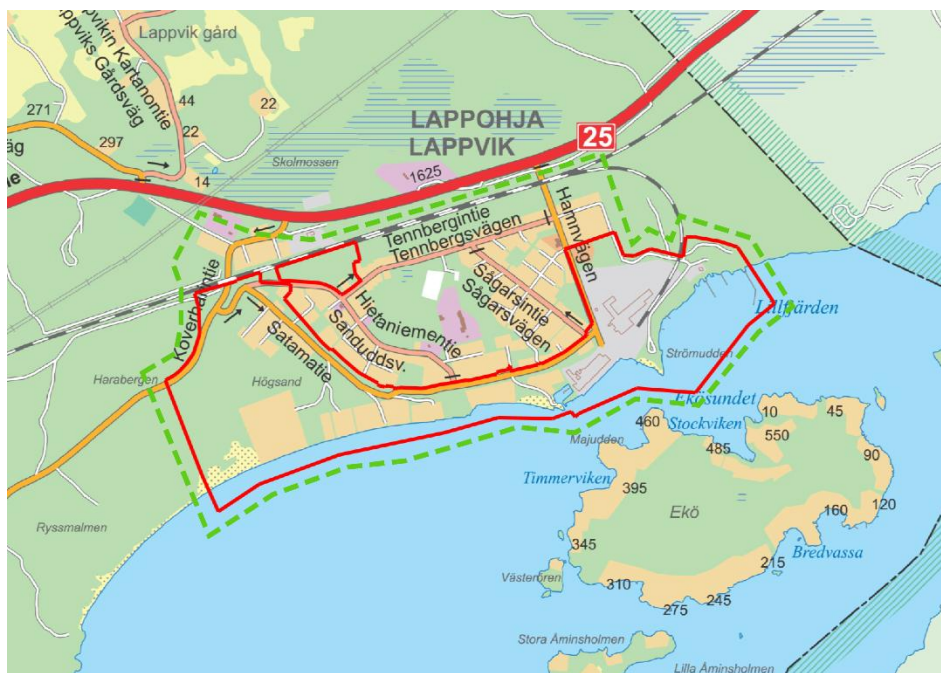 Lappvik gård
Lappvikin Kartanontie
Lappviks Gårdsväg
271
44
22
22
297
14
Skolmossen
LAPPOHJA
LAPPVIK
25
1625
Tennbergintie
Tennbergsvägen
Hamnvägen
Koverharintie
Sågarsintie
Sågarsvägen
Hietaniementie
Sanduddsv.
Satamatie
Högsand
Harabergen
Lillfjärden
Strömudden
Ekösundet
Stockviken
460
10
45
550
485
90
Majudden
Timmerviken
395
Ekö
160
120
Bredvassa
Ryssmalmen
345
215
Västerören
310
245
275
Stora Åminsholmen
Lilla Åminsholmen